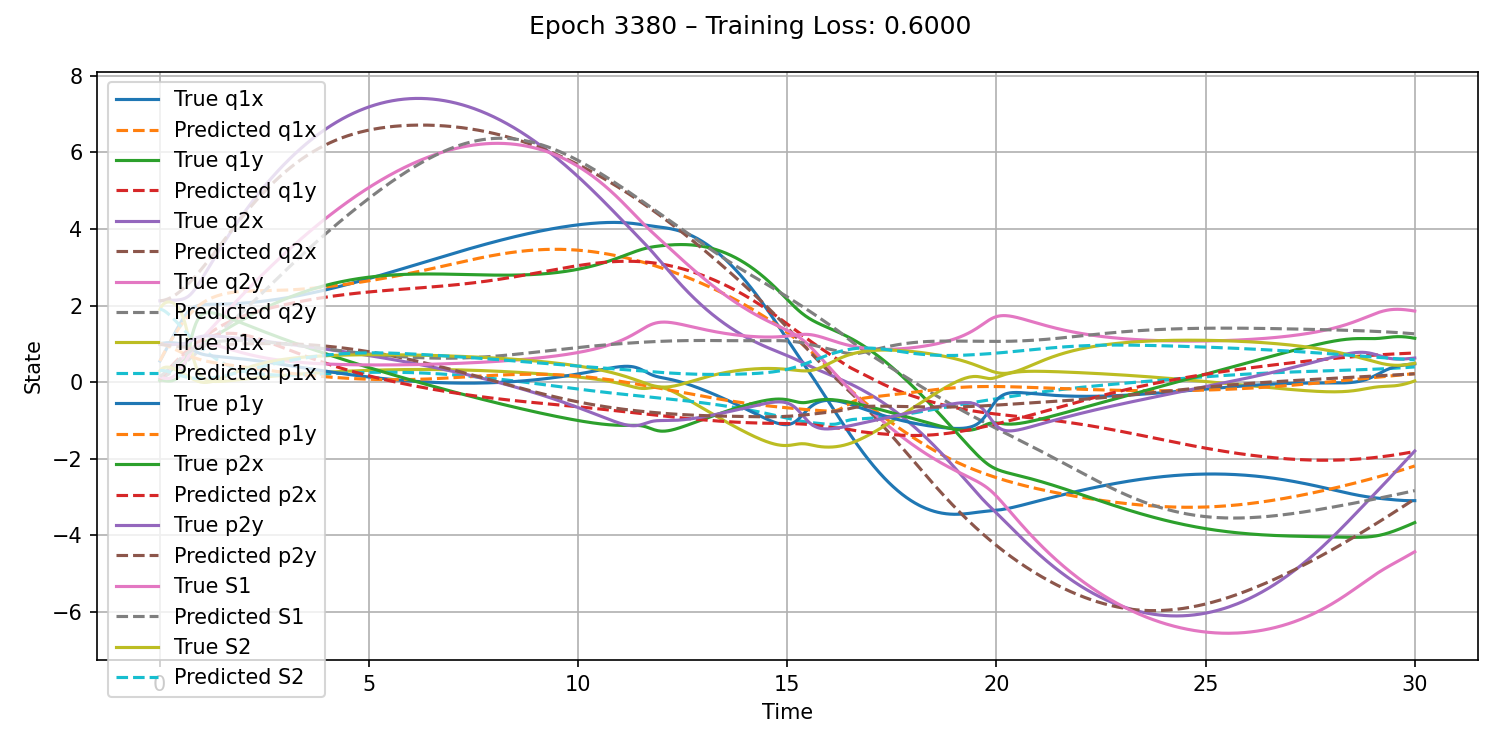 Epoch 3380 – Training Loss: 0.6000
8
6
4
2
0
−2
−4
−6
State
True q1x
Predicted q1x
True q1y
Predicted q1y
True q2x
Predicted q2x
True q2y
Predicted q2y
True p1x
Predicted p1x
True p1y
Predicted p1y
True p2x
Predicted p2x
True p2y
Predicted p2y
True S1
Predicted S1
True S2
Predicted S2
0 5 10 15 20 25 30
Time